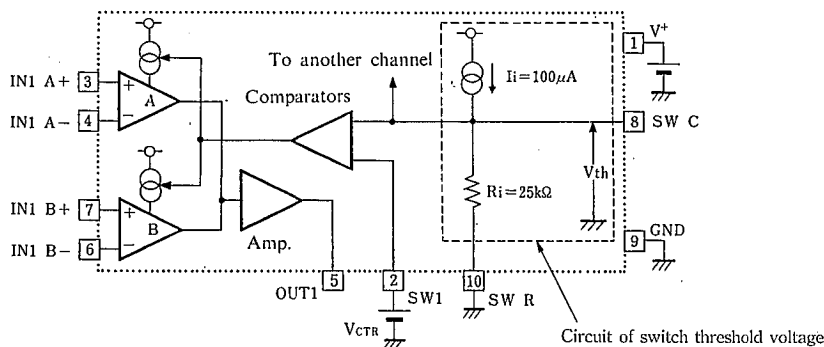 To another channel
Comparators
Ii=100μA
1
V+
IN1 A+
3
+
A
IN1 A-
4
-
8
SW C
Vth
Ri=25kΩ
IN1 B+
7
+
B
IN1 B-
6
-
Amp.
9
GND
OUT1
5
2
SW1
10
SW R
VCTR
Circuit of switch threshold voltage